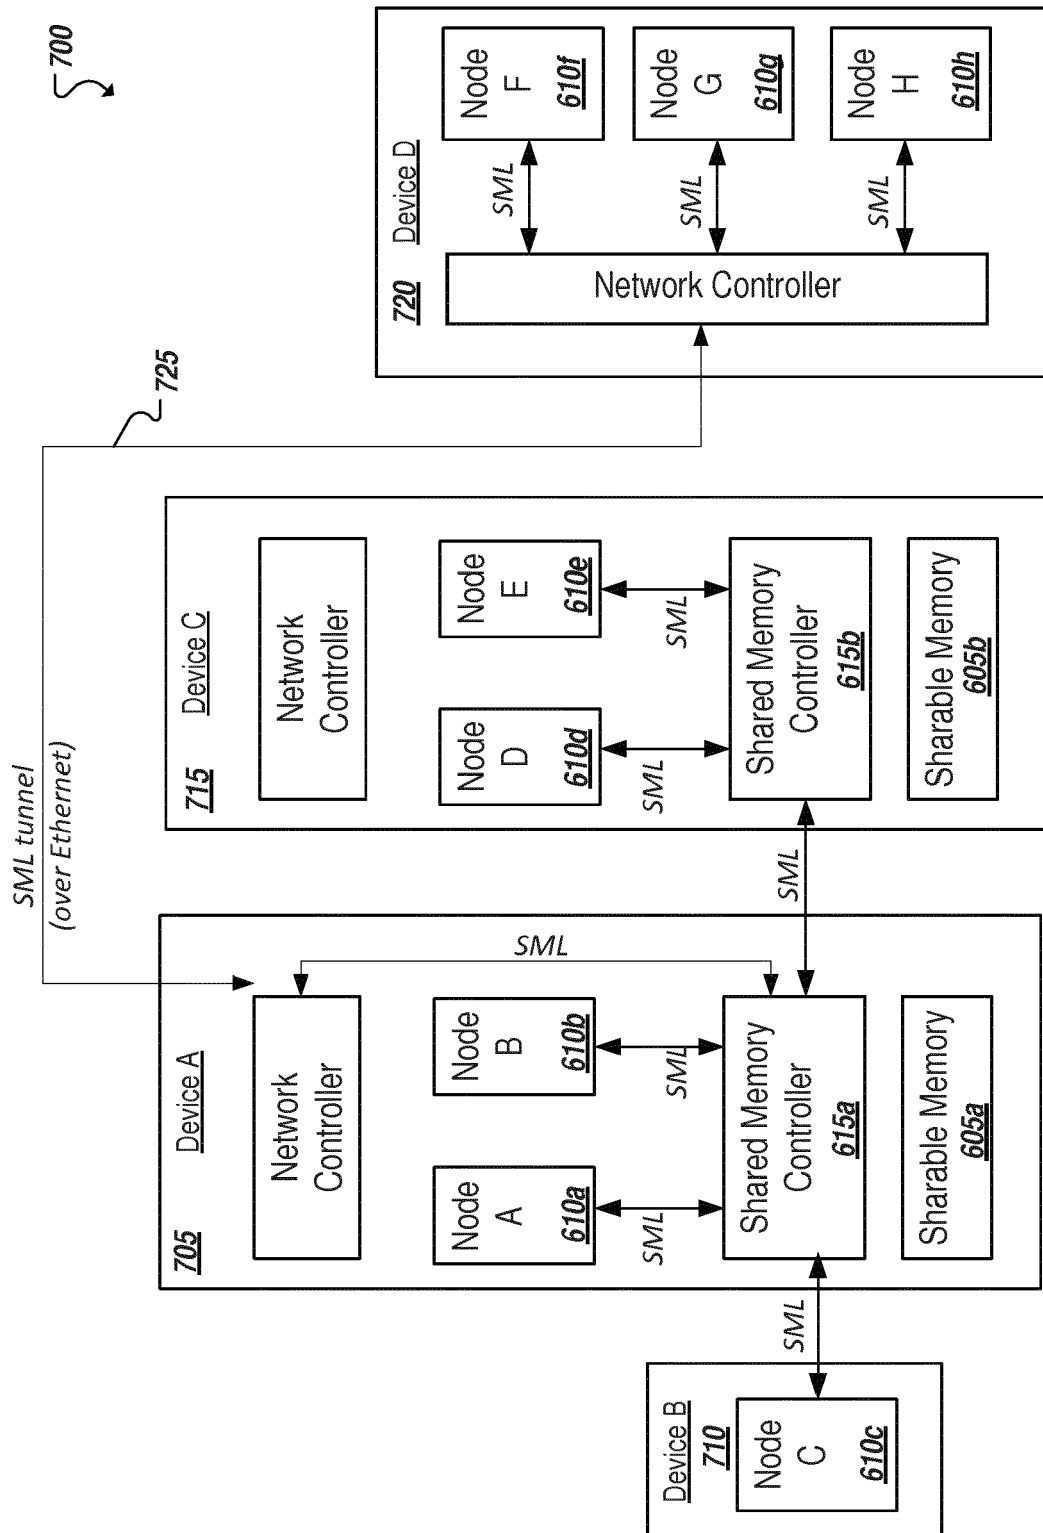 700
SML tunnel
(over Ethernet)
725
Device B
710
Node
C
610c
SML
705
Device A
Network
Controller
SML
Node
A
610a
Node
B
610b
SML
SML
Shared Memory
Controller
615a
Sharable Memory
605a
SML
715
Device C
Network
Controller
Node
D
610d
Node
E
610e
SML
SML
Shared Memory
Controller
615b
Sharable Memory
605b
720
Device D
Network Controller
SML
SML
SML
Node
F
610f
Node
G
610g
Node
H
610h